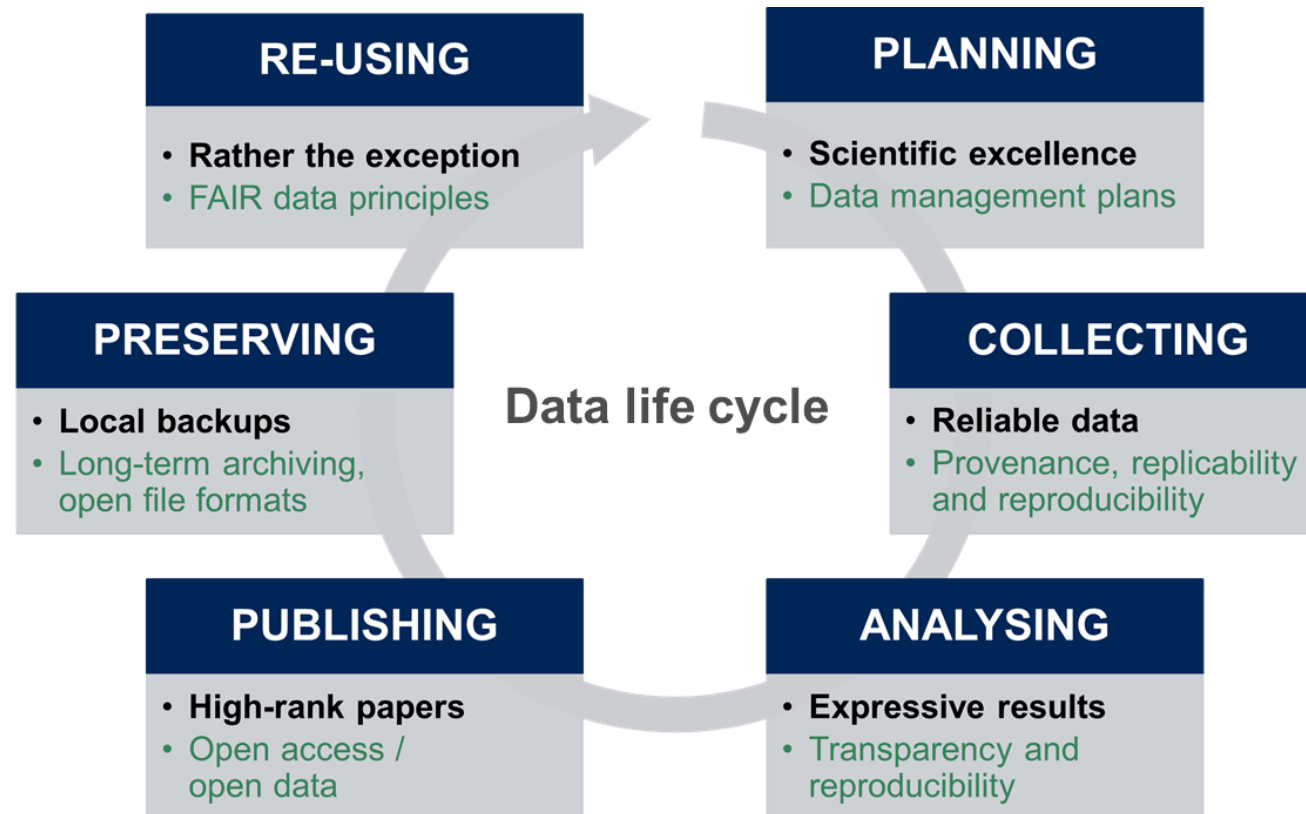 RE-USING
• Rather the exception
• FAIR data principles
PLANNING
• Scientific excellence
• Data management plans
PRESERVING
• Local backups
• Long-term archiving,
open file formats
Data life cycle
COLLECTING
• Reliable data
• Provenance, replicability
and reproducibility
PUBLISHING
• High-rank papers
• Open access /
open data
ANALYSING
• Expressive results
• Transparency and
reproducibility